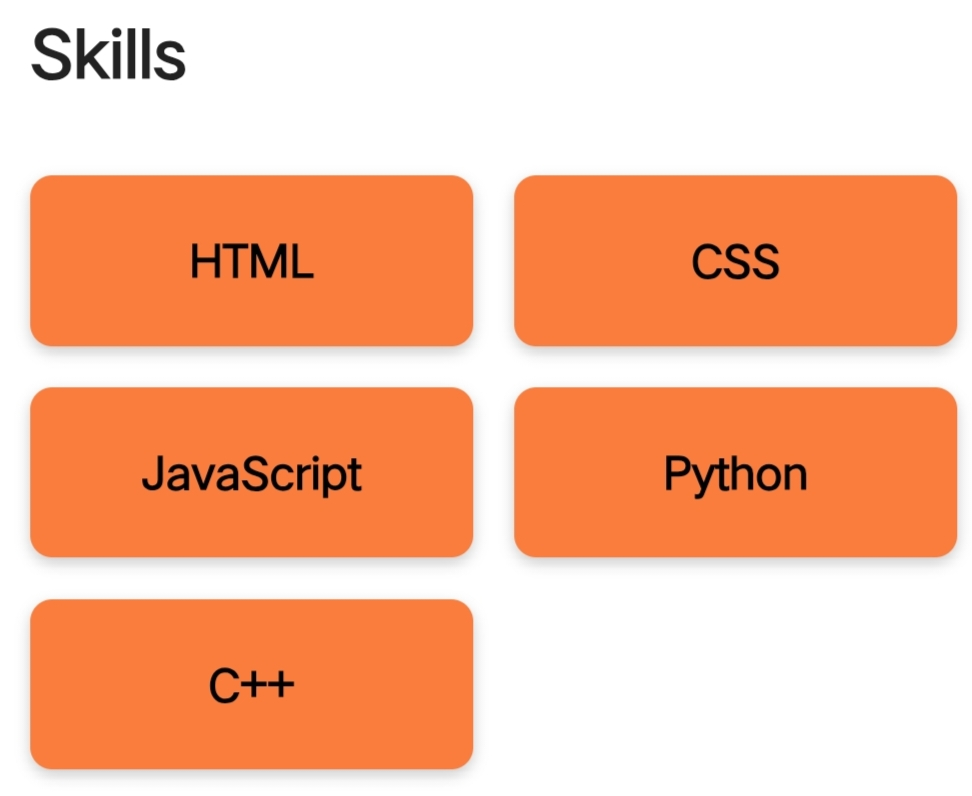 Skills
HTML
CSS
JavaScript
Python
C++